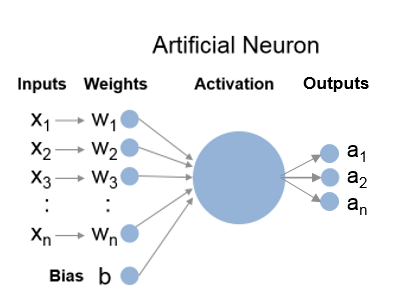 Artificial Neuron
Inputs Weights Activation Outputs
x1 w1
x2 w2
x3 w3
: :
xn wn
Bias b
a1
a2
an